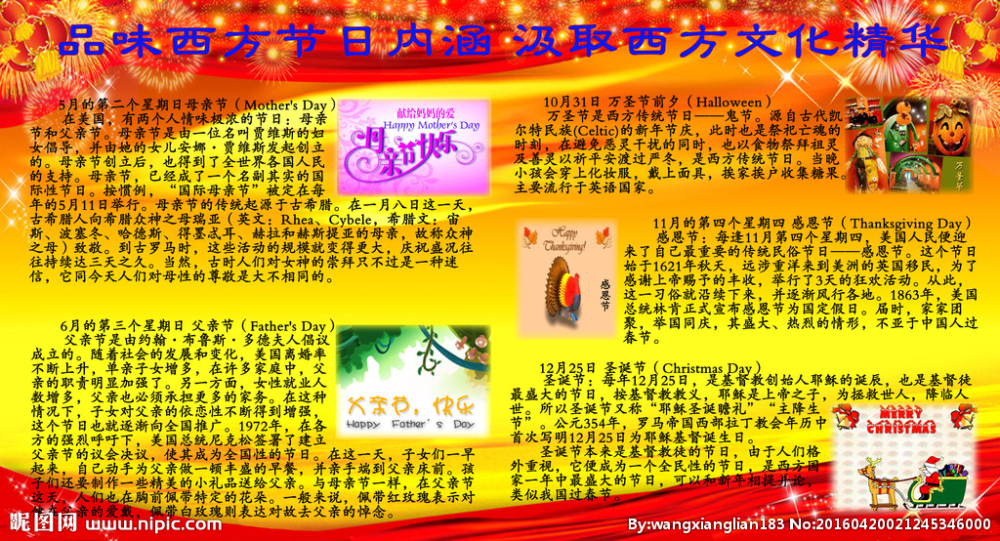 品味西方节日内涵 汲取西方文化精华
5月的第二个星期日母亲节（Mother's Day）
在美国，有两个人情味极浓的节日：母亲
节和父亲节。母亲节是由一位名叫贾维斯的妇
女倡导，并由她的女儿安娜·贾维斯发起创立
的。母亲节创立后，也得到了全世界各国人民
的支持。母亲节，已经成了一个名副其实的国
际性节日。按惯例，“国际母亲节”被定在每
年的5月11日举行。母亲节的传统起源于古希腊。在一月八日这一天，
古希腊人向希腊众神之母瑞亚（英文：Rhea、Cybele，希腊文：宙
斯、波塞冬、哈德斯、得墨忒耳、赫拉和赫斯提亚的母亲，故称众神
之母）致敬。到古罗马时，这些活动的规模就变得更大，庆祝盛况往
往持续达三天之久。当然，古时人们对女神的崇拜只不过是一种迷
信，它同今天人们对母性的尊敬是大不相同的。
献给妈妈的爱
Happy Mother's Day
母亲节快乐
6月的第三个星期日 父亲节（Father's Day）
父亲节是由约翰·布鲁斯·多德夫人倡议
成立的。随着社会的发展和变化，美国离婚率
不断上升，单亲子女增多，在许多家庭中，父
亲的职责明显加强了。另一方面，女性就业人
数增多，父亲也必须承担更多的家务。在这种
情况下，子女对父亲的依恋性不断得到增强，
这个节日也就逐渐向全国推广。1972年，在各
方的强烈呼吁下，美国总统尼克松签署了建立
父亲节的议会决议，使其成为全国性的节日。在这一天，子女们一早
起来，自己动手为父亲做一顿丰盛的早餐，并亲手端到父亲床前。孩
子们还要制作一些精美的小礼品送给父亲。与母亲节一样，在父亲节
这天，人们也在胸前佩带特定的花朵。一般来说，佩带红玫瑰表示对
健在父亲的爱戴，佩带白玫瑰则表达对故去父亲的悼念。
父亲节，快乐
Happy Father's Day
10月31日 万圣节前夕（Halloween）
万圣节是西方传统节日——鬼节。源自古代凯
尔特民族(Celtic)的新年节庆，此时也是祭祀亡魂的
时刻，在避免恶灵干扰的同时，也以食物祭拜祖灵
及善灵以祈平安渡过严冬，是西方传统节日。当晚
小孩会穿上化妆服，戴上面具，挨家挨户收集糖果。
主要流行于英语国家。
万圣节
11月的第四个星期四 感恩节（Thanksgiving Day）
感恩节：每逢11月第四个星期四，美国人民便迎
来了自己最重要的传统民俗节日——感恩节。这个节日
始于1621年秋天，远涉重洋来到美洲的英国移民，为了
感谢上帝赐予的丰收，举行了3天的狂欢活动。从此，
这一习俗就沿续下来，并逐渐风行各地。1863年，美国
总统林肯正式宣布感恩节为国定假日。届时，家家团
聚，举国同庆，其盛大、热烈的情形，不亚于中国人过
春节。
Happy
Thanksgiving!
感恩节
12月25日 圣诞节（Christmas Day）
圣诞节：每年12月25日，是基督教创始人耶稣的诞辰，也是基督徒
最盛大的节日，按基督教教义，耶稣是上帝之子，为拯救世人，降临人
世。所以圣诞节又称“耶稣圣诞瞻礼”“主降生
节”。公元354年，罗马帝国西部拉丁教会年历中
首次写明12月25日为耶稣基督诞生日。
圣诞节本来是基督教徒的节日，由于人们格
外重视，它便成为一个全民性的节日，是西方国
家一年中最盛大的节日，可以和新年相提并论，
类似我国过春节。
MERRY
CHRISTMAS
昵图网 www.nipic.com
By:wangxianglian183 No:20160420021245346000